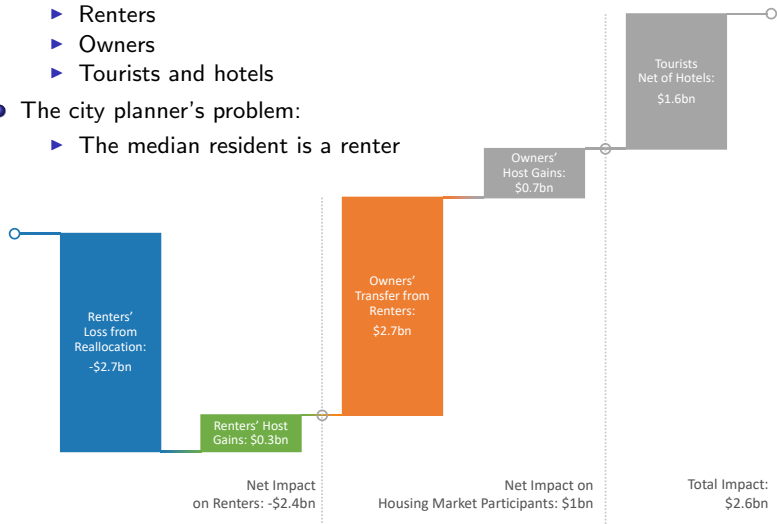 Renters
Owners
Tourists and hotels
The city planner's problem:
The median resident is a renter
Tourists
Net of Hotels:
$1.6bn
Owners'
Host Gains:
$0.7bn
Owners'
Transfer from
Renters:
$2.7bn
Renters'
Loss from
Reallocation:
-$2.7bn
Renters' Host
Gains: $0.3bn
Net Impact
on Renters: -$2.4bn
Net Impact on
Housing Market Participants: $1bn
Total Impact:
$2.6bn